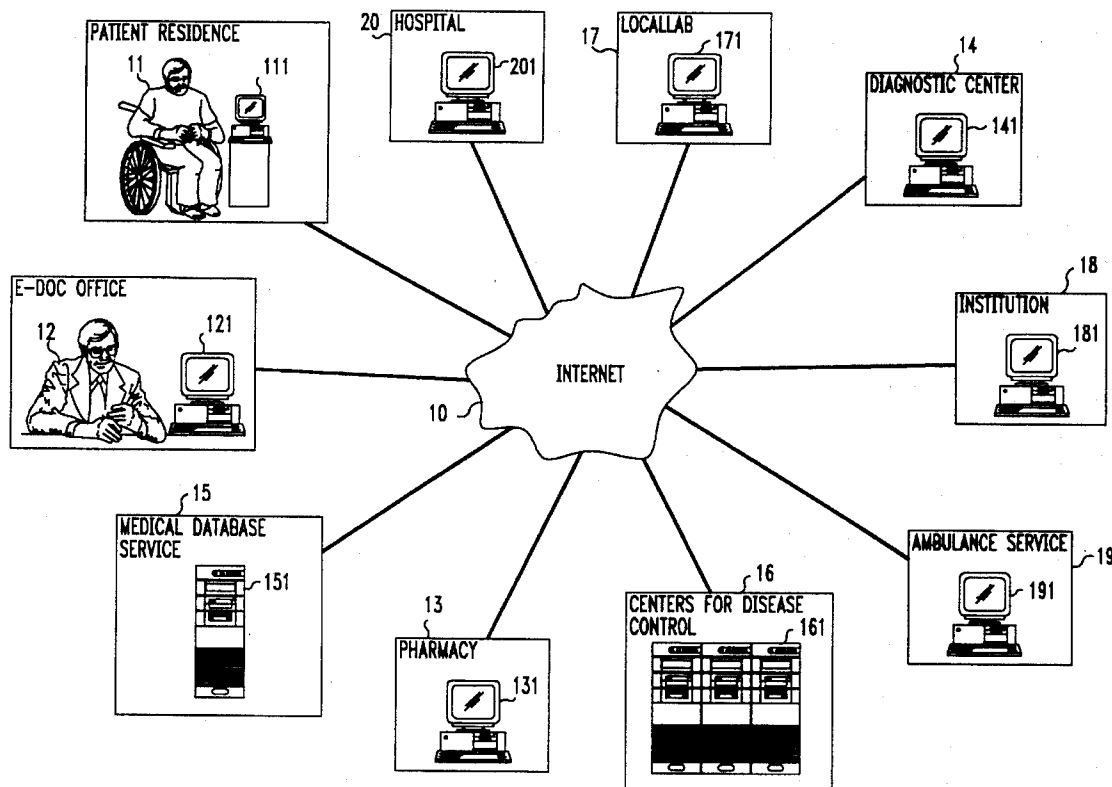 PATIENT RESIDENCE
11
111
20
HOSPITAL
201
17
LOCALLAB
171
14
DIAGNOSTIC CENTER
141
E-DOC OFFICE
12
121
INTERNET
10
18
INSTITUTION
181
15
MEDICAL DATABASE
SERVICE
151
13
PHARMACY
131
16
CENTERS FOR DISEASE
CONTROL
161
AMBULANCE SERVICE
19
191